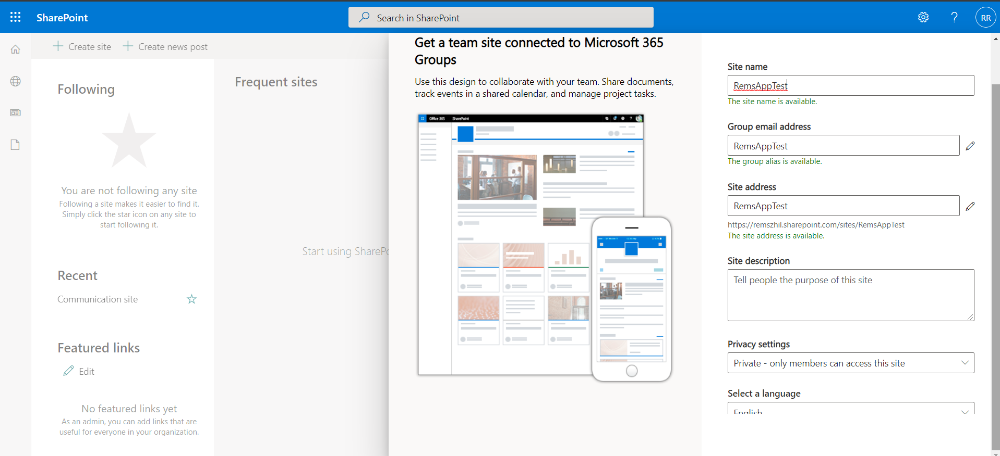 SharePoint
Search in SharePoint
?
RR
Create site
Create news post
Following
You are not following any site
Following a site makes it easier to find it.
Simply click the star icon on any site to
start following it.
Recent
Communication site
Featured links
Edit
No featured links yet
As an admin, you can add links that are
useful for everyone in your organization.
Frequent sites
Start using SharePo
Get a team site connected to Microsoft 365
Groups
Use this design to collaborate with your team. Share documents,
track events in a shared calendar, and manage project tasks.
Office 365 SharePoint
Site name
RemsAppTest
The site name is available.
Group email address
RemsAppTest
The group alias is available.
Site address
RemsAppTest
https://remszhil.sharepoint.com/sites/RemsAppTest
The site address is available.
Site description
Tell people the purpose of this site
Privacy settings
Private - only members can access this site
Select a language
English